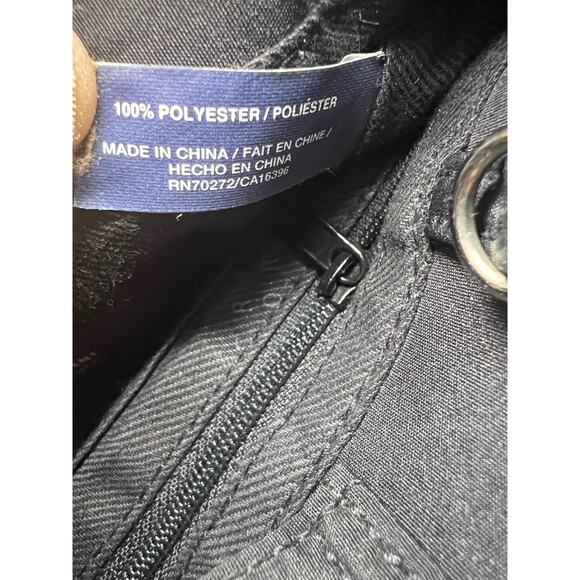 100% POLYESTER / POLIÉSTER
MADE IN CHINA / FAIT EN CHINE /
HECHO EN CHINA
RN70272/CA16396